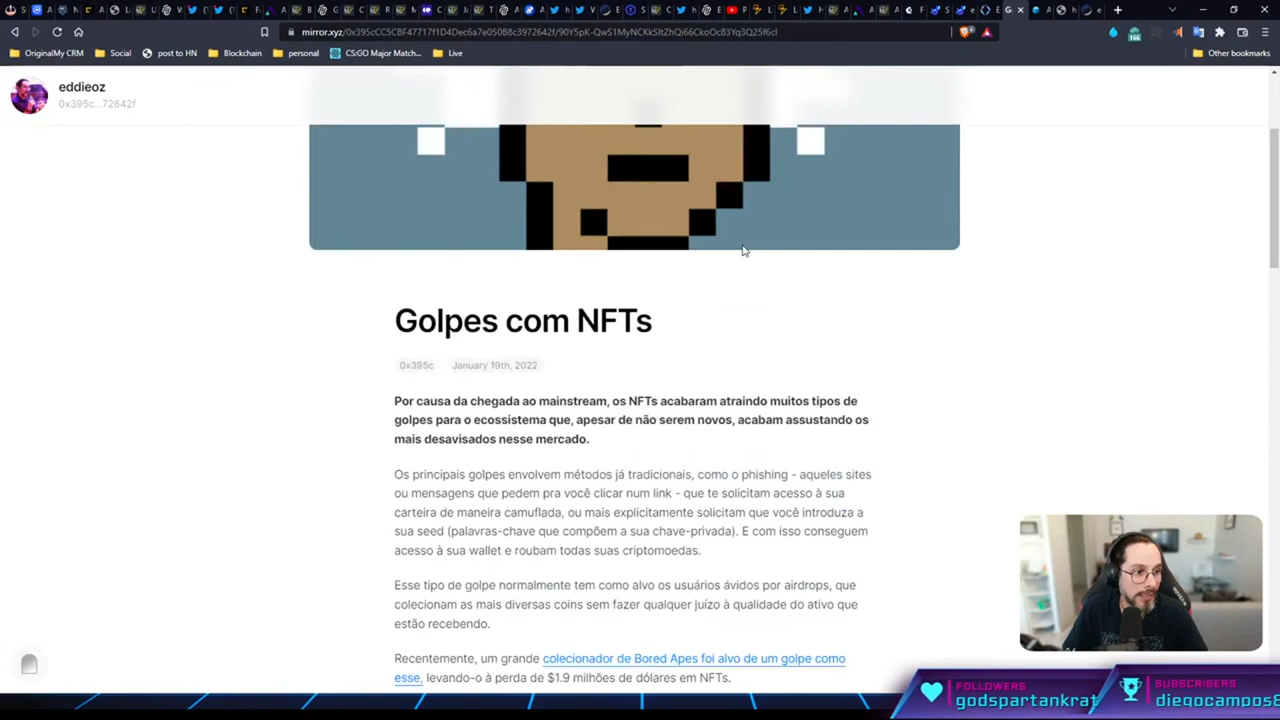 mirror.xyz/0x395cCC5CBF47717f1D4Dec6a7e050B8c3972642f/90Y5pK-QwS1MyNCKkSltZhQi66CkoOc83Yq3Q25f6cI
OriginalMy CRM
Social
post to HN
Blockchain
personal
CS:GO Major Match...
Live
Other bookmarks
eddieoz
0x395c...72642f
Golpes com NFTs
0x395c January 19th, 2022
Por causa da chegada ao mainstream, os NFTs acabaram atraindo muitos tipos de
golpes para o ecossistema que, apesar de não serem novos, acabam assustando os
mais desavisados nesse mercado.
Os principais golpes envolvem métodos já tradicionais, como o phishing - aqueles sites
ou mensagens que pedem pra você clicar num link - que te solicitam acesso à sua
carteira de maneira camuflada, ou mais explicitamente solicitam que você introduza a
sua seed (palavras-chave que compõem a sua chave-privada). E com isso conseguem
acesso à sua wallet e roubam todas suas criptomoedas.
Esse tipo de golpe normalmente tem como alvo os usuários ávidos por airdrops, que
colecionam as mais diversas coins sem fazer qualquer juízo à qualidade do ativo que
estão recebendo.
Recentemente, um grande colecionador de Bored Apes foi alvo de um golpe como
esse, levando-o à perda de $1.9 milhões de dólares em NFTs.
FOLLOWERS
godspartankrat
SUBSCRIBERS
diegocampos8